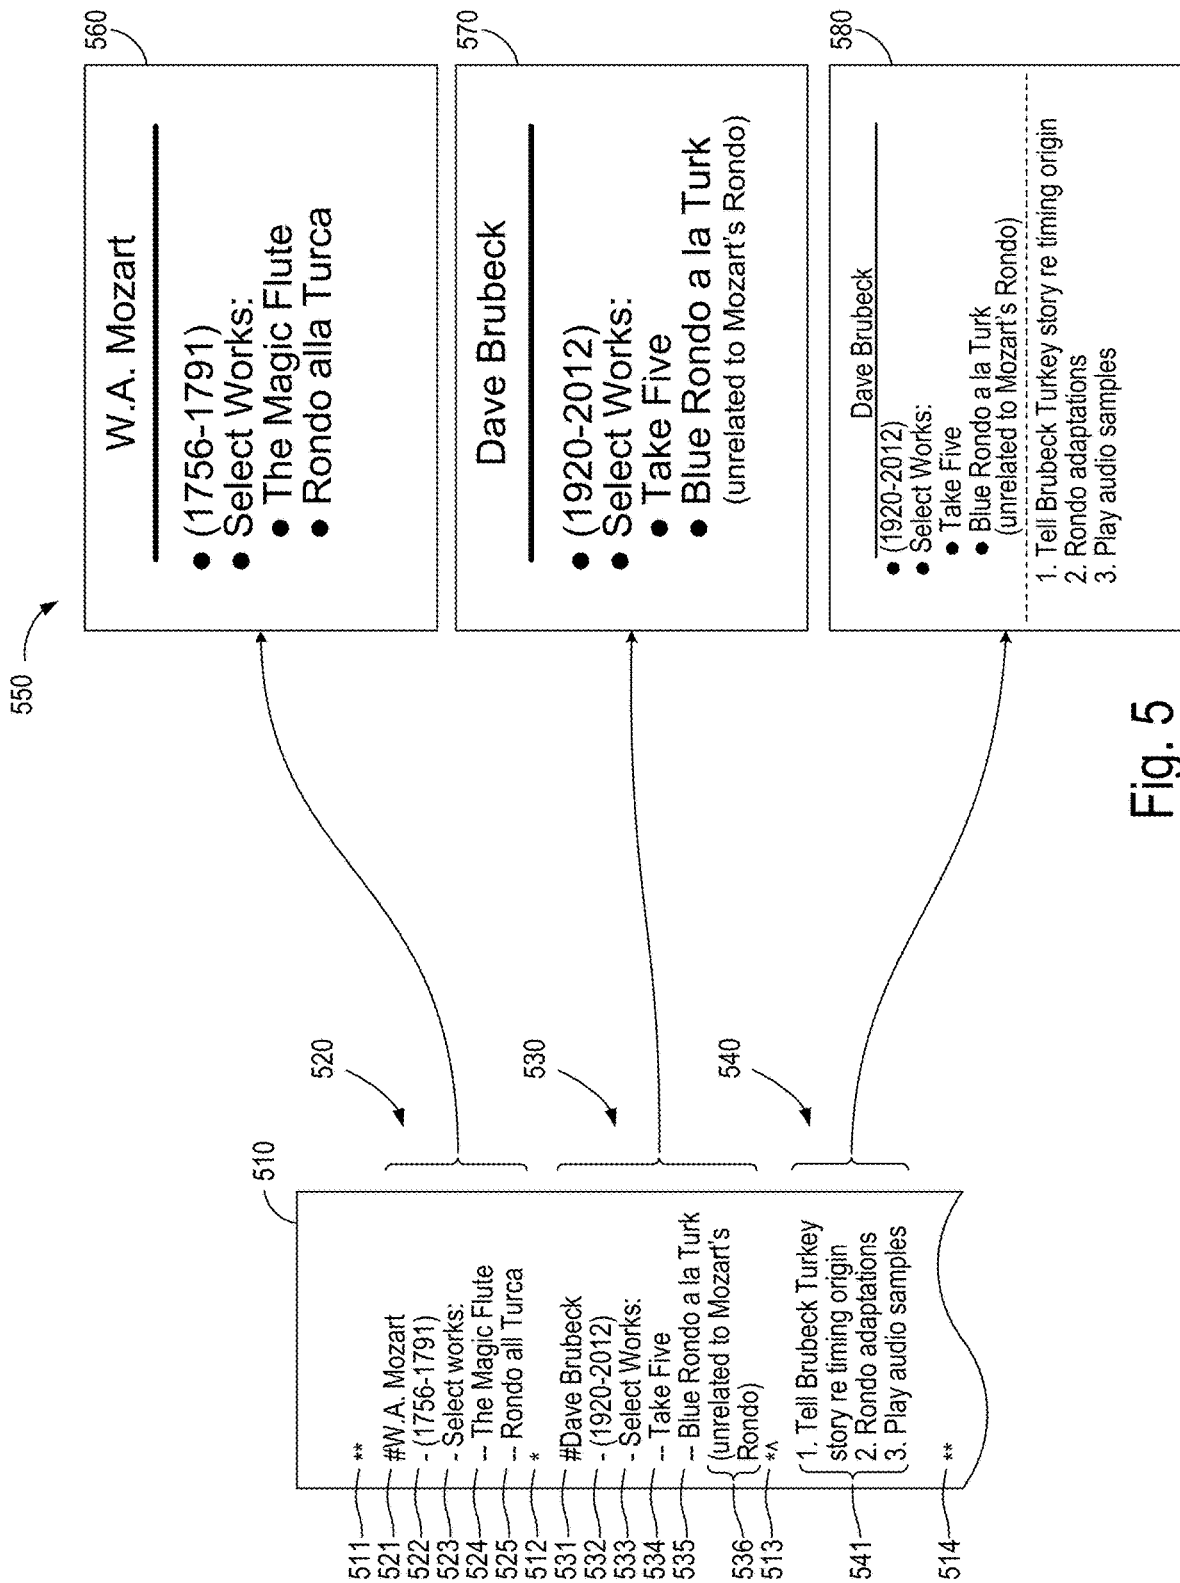 510
511 **
521 #W.A. Mozart
522 - (1756-1791)
523 - Select works:
524 -- The Magic Flute
525 -- Rondo all Turca
512 *
531 #Dave Brubeck
532 - (1920-2012)
533 - Select Works:
534 -- Take Five
535 -- Blue Rondo a la Turk
536 (unrelated to Mozart's
Rondo)
513 *^
541 1. Tell Brubeck Turkey
story re timing origin
2. Rondo adaptations
3. Play audio samples
514 **
520
530
540
550
560
W.A. Mozart
● (1756-1791)
● Select Works:
● The Magic Flute
● Rondo alla Turca
570
Dave Brubeck
● (1920-2012)
● Select Works:
● Take Five
● Blue Rondo a la Turk
(unrelated to Mozart's Rondo)
580
Dave Brubeck
● (1920-2012)
● Select Works:
● Take Five
● Blue Rondo a la Turk
(unrelated to Mozart's Rondo)
1. Tell Brubeck Turkey story re timing origin
2. Rondo adaptations
3. Play audio samples
Fig. 5